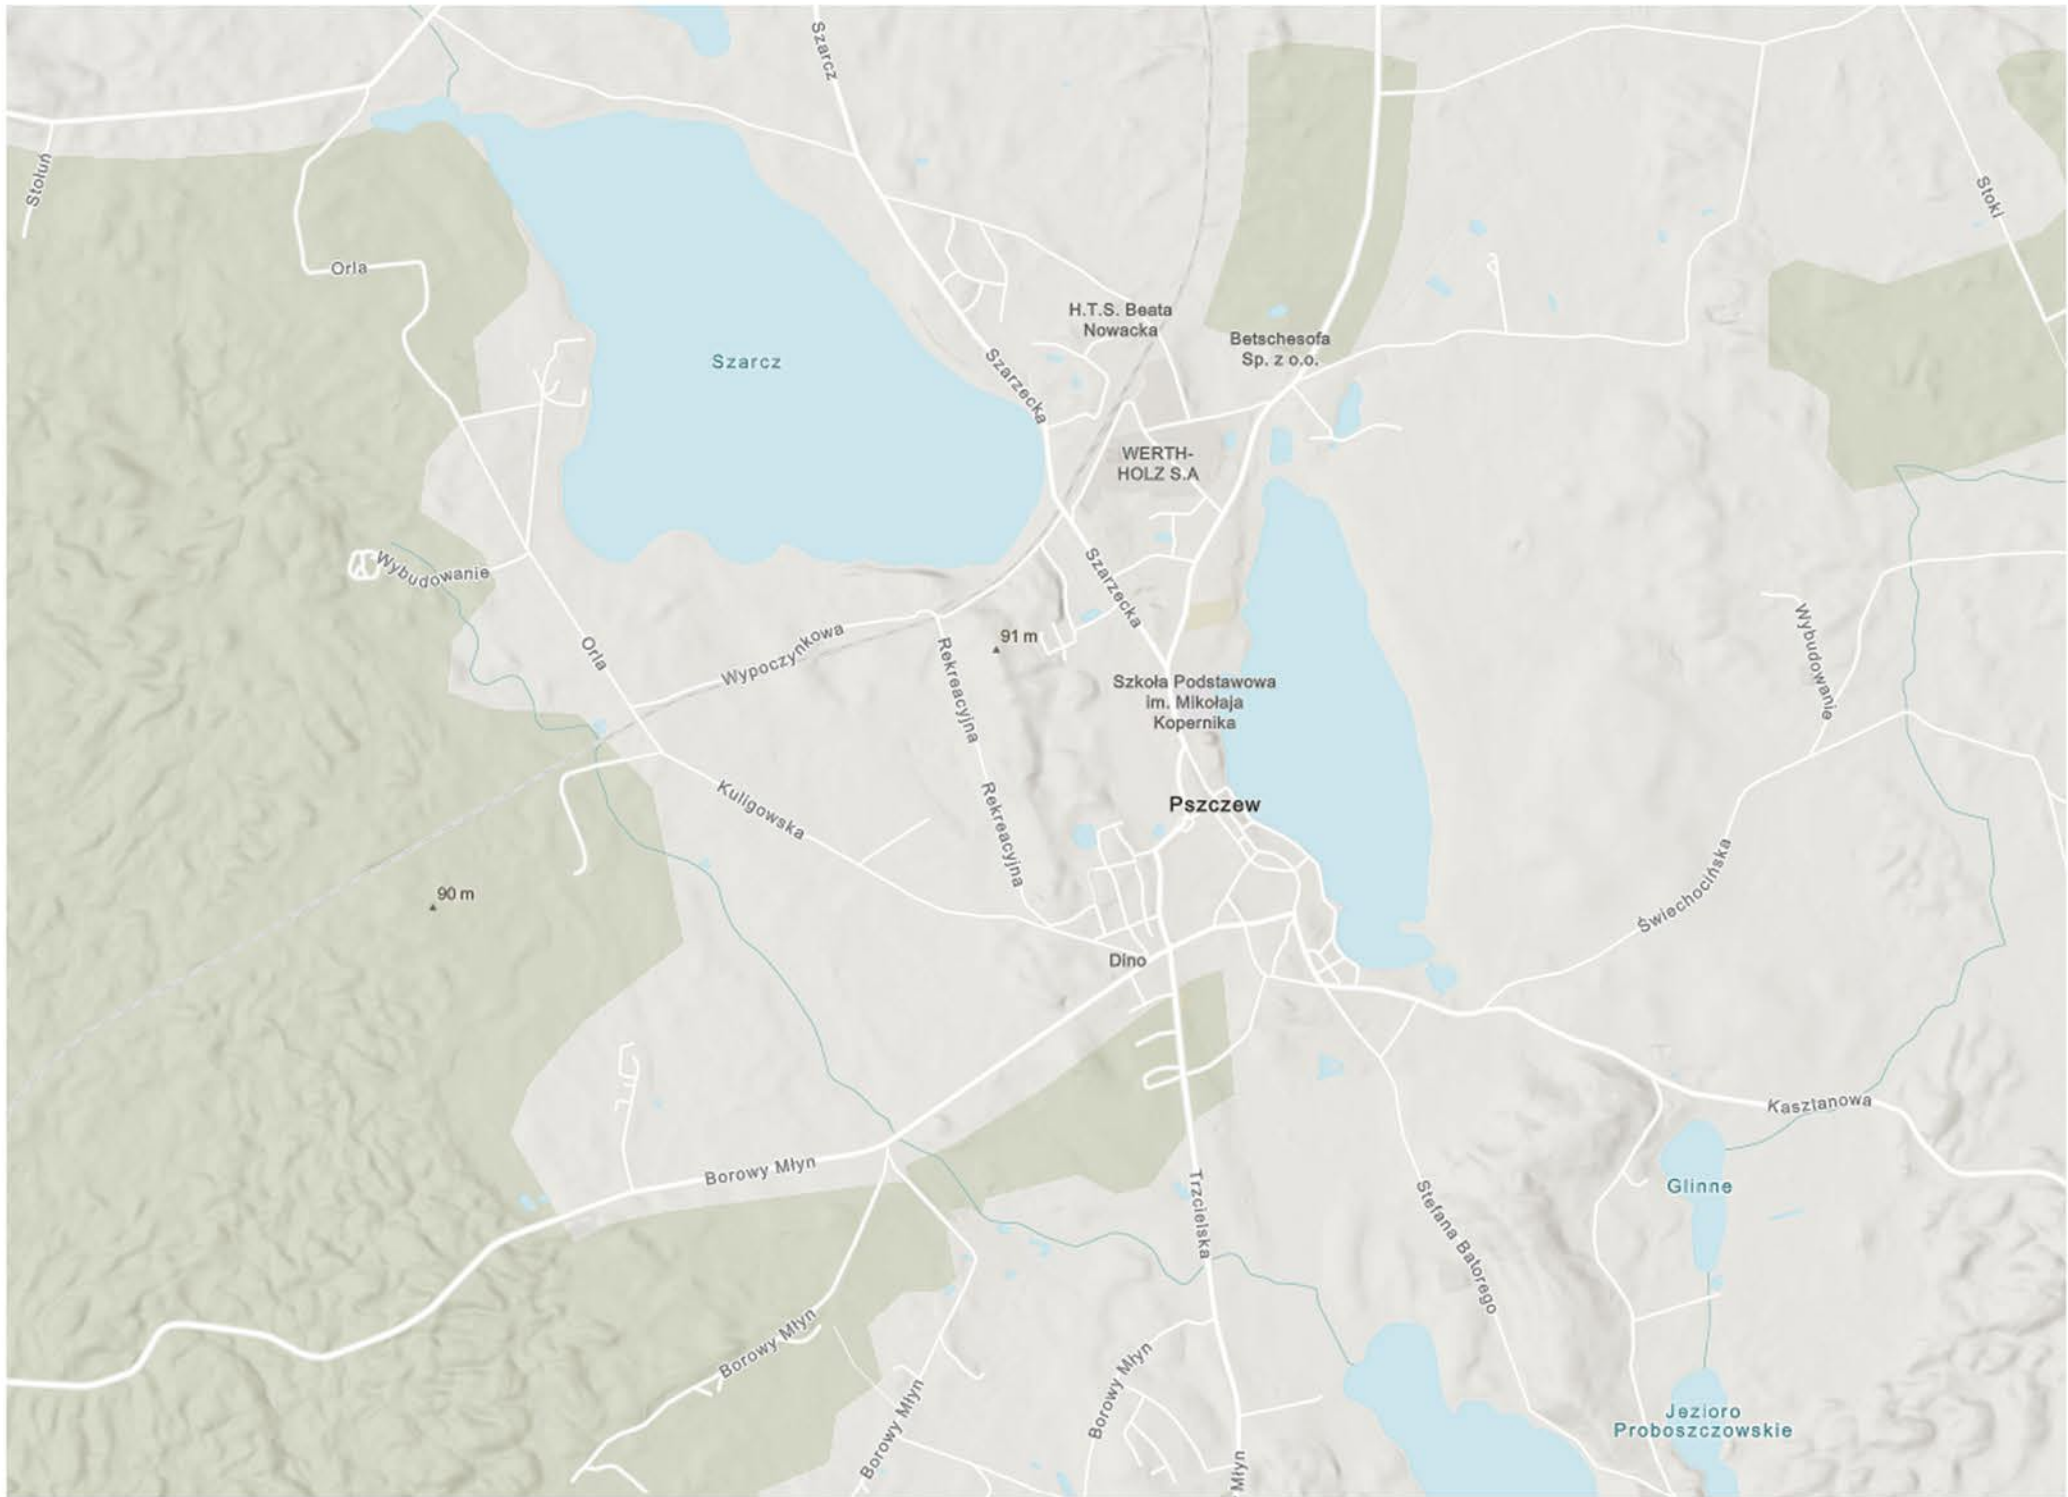 Szarcz
Stołuń
Stoki
Orla
H.T.S. Beata
Nowacka
Betschesofa
Sp. z o.o.
Szarcz
Szarzecka
WERTH-
HOLZ S.A
Wybudowanie
Szarzecka
Orla
Wypoczynkowa
91 m
Rekreacyjna
Wybudowanie
Szkoła Podstawowa
im. Mikołaja
Kopernika
Kuligowska
Rekreacyjna
Pszczew
90 m
Świechocińska
Dino
Kasztanowa
Borowy Młyn
Trzcielska
Glinne
Stefana Batorego
Borowy Młyn
Borowy Młyn
Borowy Młyn
Jezioro
Proboszczowskie
Młyn